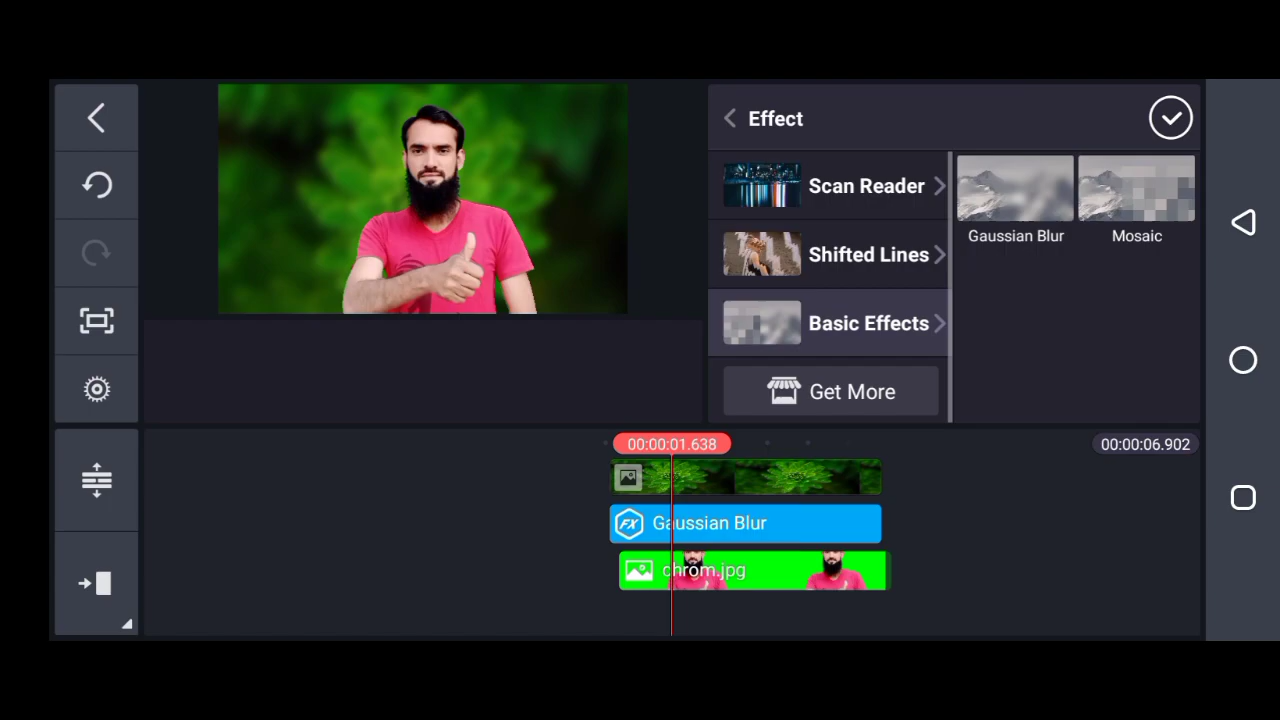 Effect
Scan Reader
Shifted Lines
Basic Effects
Get More
Gaussian Blur
Mosaic
00:00:01.638
00:00:06.902
FX Gaussian Blur
chrom.jpg